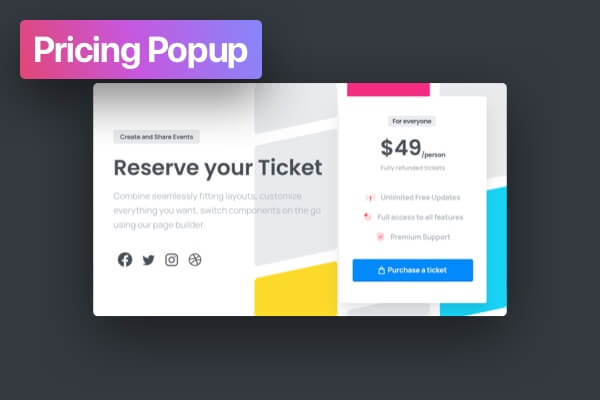 Pricing Popup
Create and Share Events
Reserve your Ticket
Combine seamlessly fitting layouts, customize
everything you want, switch components on the go
using our page builder.
For everyone
$49/person
Fully refunded tickets
Unlimited Free Updates
Full access to all features
Premium Support
Purchase a ticket